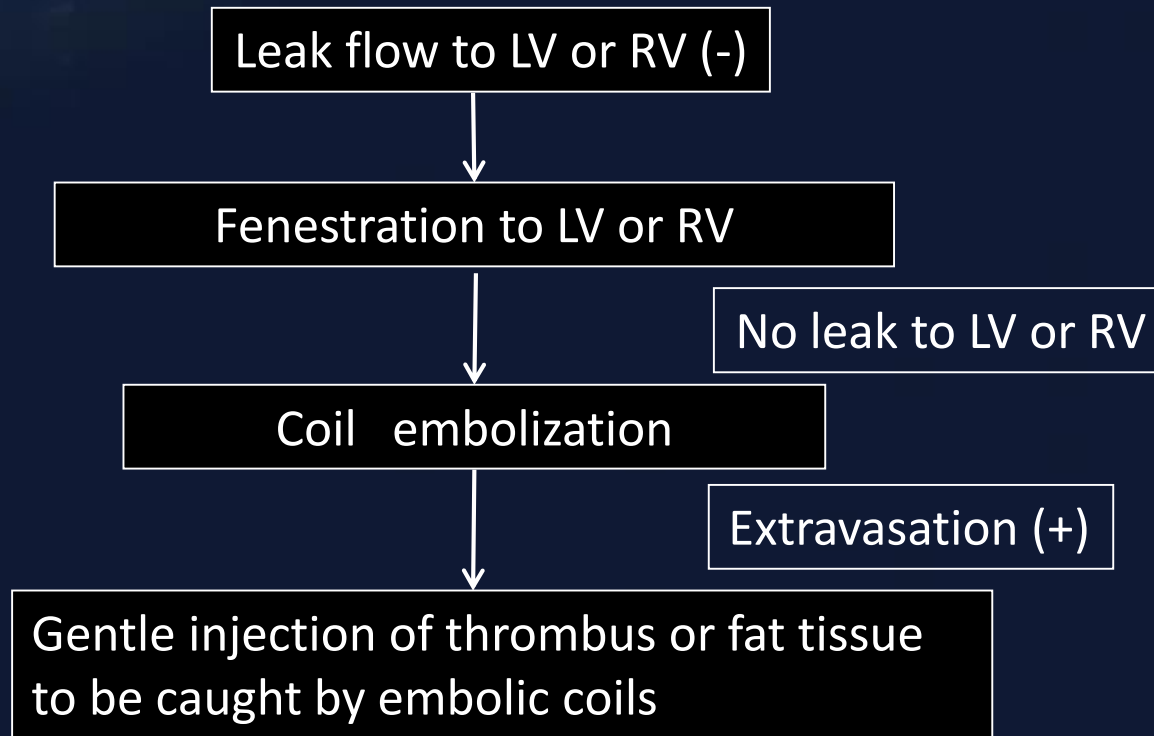 Leak flow to LV or RV (-)
Fenestration to LV or RV
No leak to LV or RV
Coil embolization
Extravasation (+)
Gentle injection of thrombus or fat tissue
to be caught by embolic coils